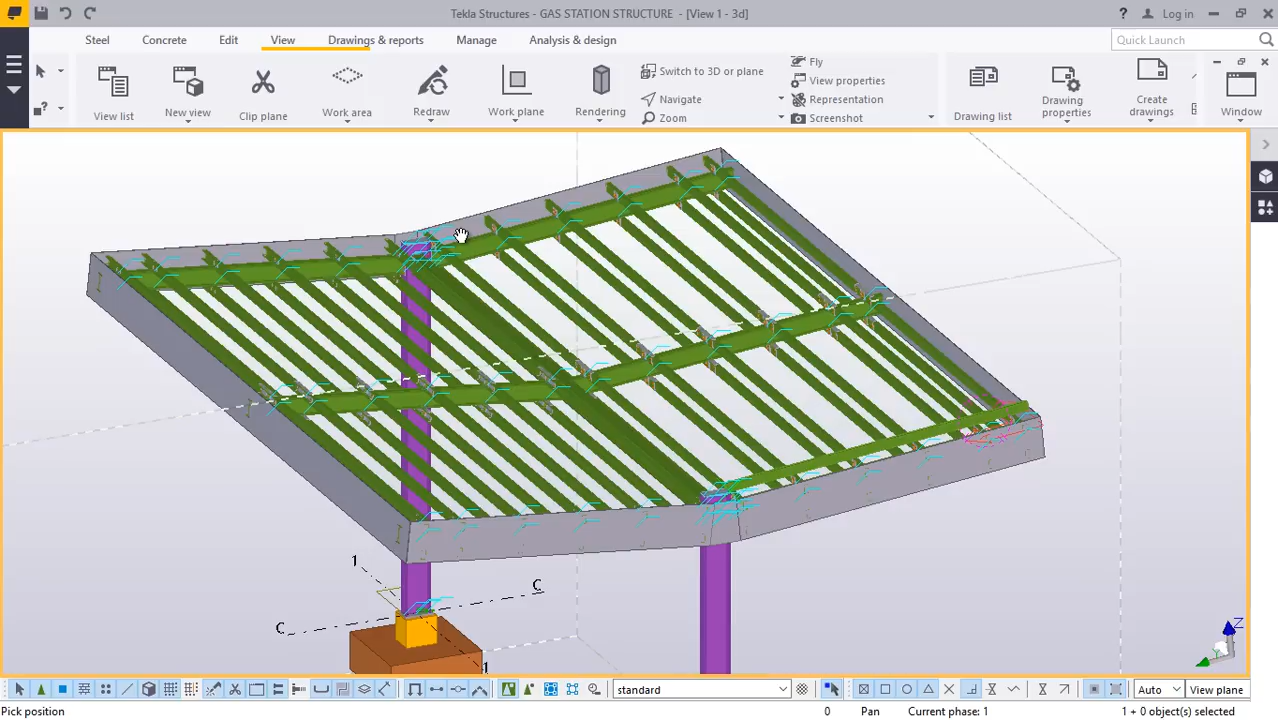 Tekla Structures - GAS STATION STRUCTURE - [View 1 - 3d]
? Log in
Steel Concrete Edit View Drawings & reports Manage Analysis & design Quick Launch
View list
New view
Clip plane
Work area
Redraw
Work plane
Rendering
Switch to 3D or plane
Navigate
Zoom
Fly
View properties
Representation
Screenshot
Drawing list
Drawing
properties
Create
drawings
Window
1
C
C
1
Z
standard
Auto
View plane
Pick position 0 Pan Current phase: 1 1 + 0 object(s) selected